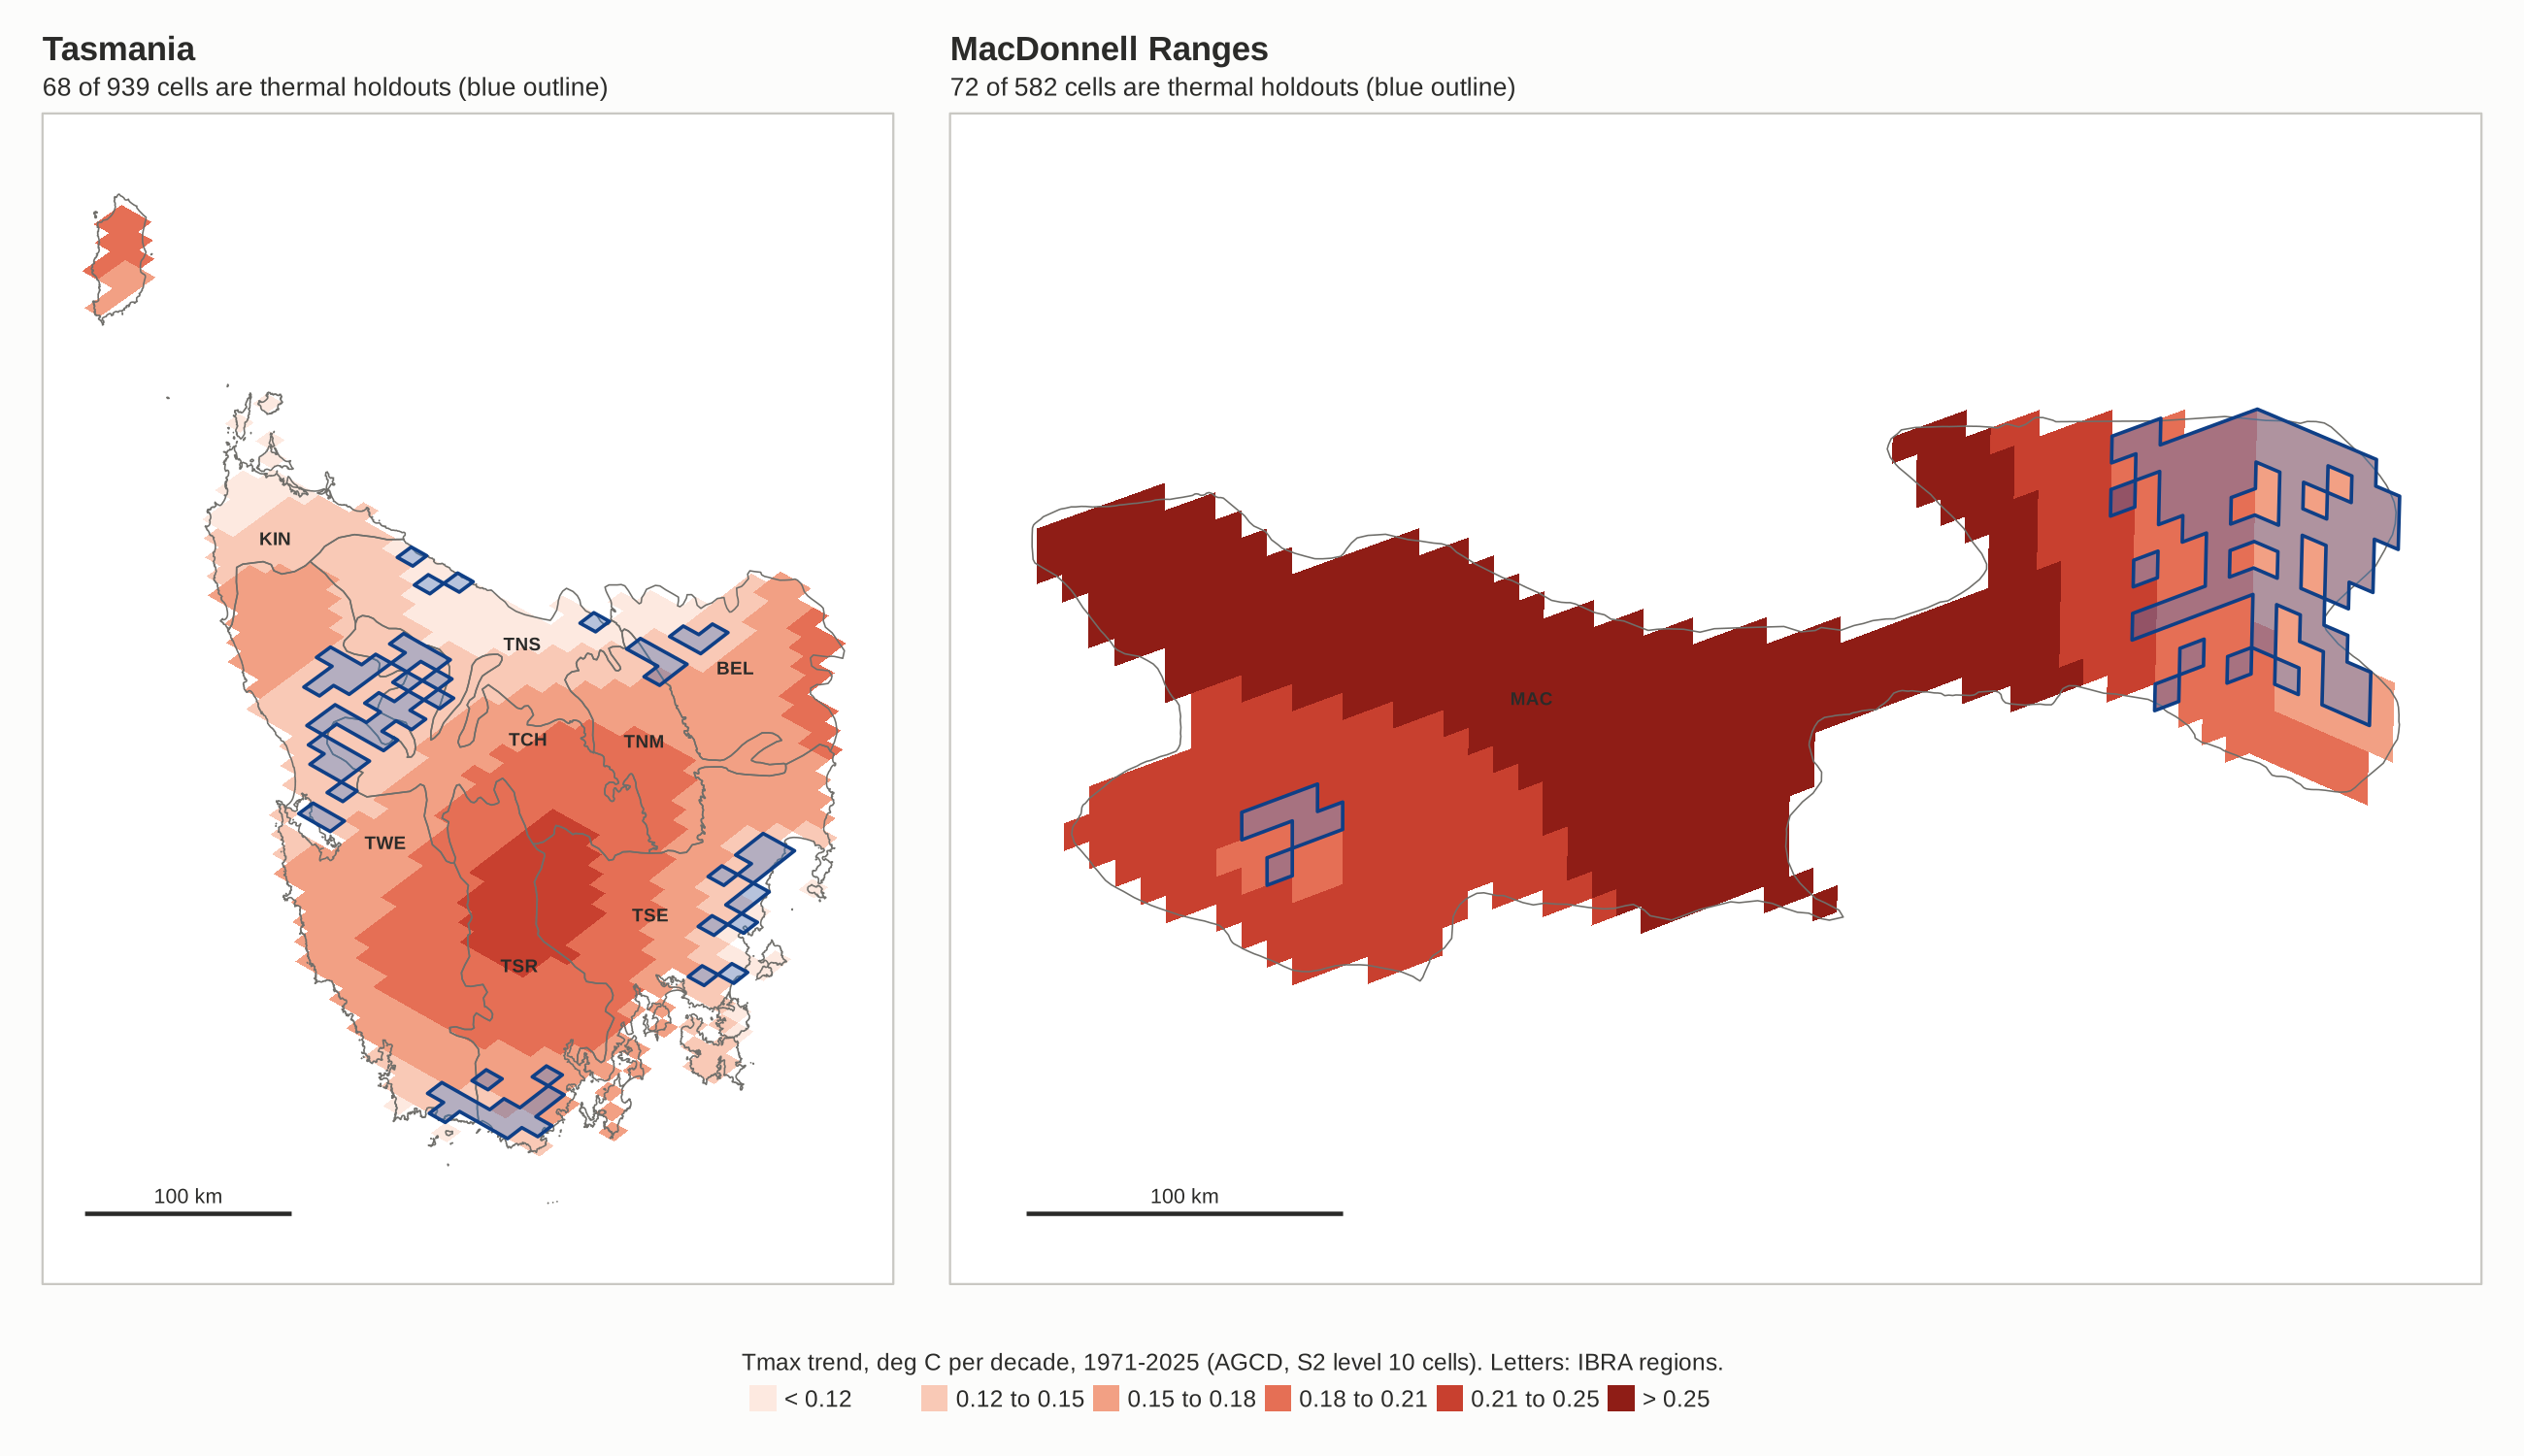 Tasmania
68 of 939 cells are thermal holdouts (blue outline)
KIN
TNS
BEL
TCH
TNM
TWE
TSE
TSR
100 km
MacDonnell Ranges
72 of 582 cells are thermal holdouts (blue outline)
MAC
100 km
Tmax trend, deg C per decade, 1971-2025 (AGCD, S2 level 10 cells). Letters: IBRA regions.
< 0.12 0.12 to 0.15 0.15 to 0.18 0.18 to 0.21 0.21 to 0.25 > 0.25